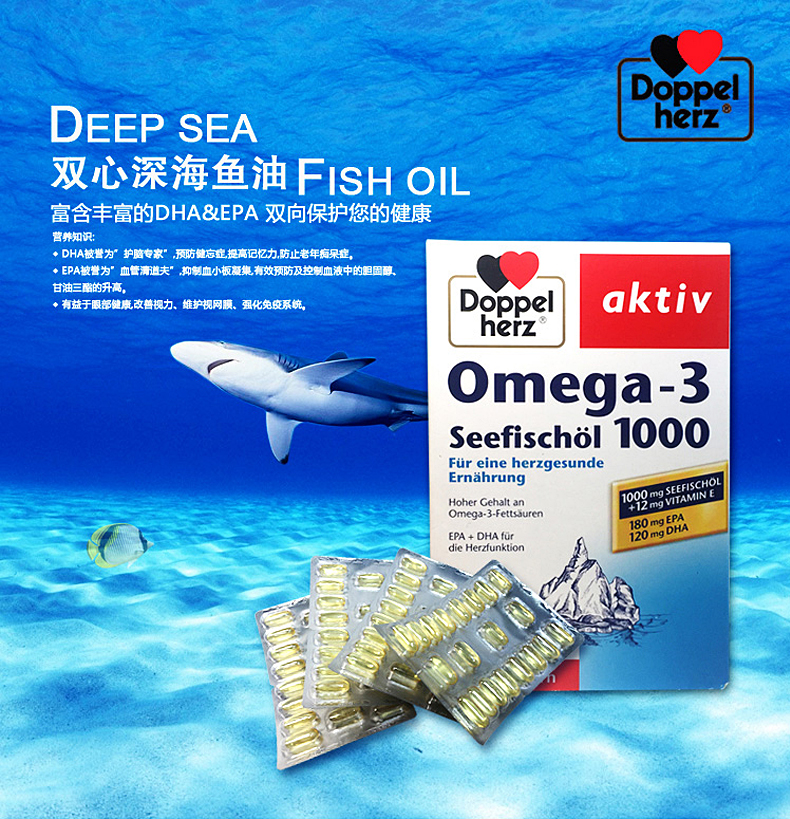 Doppel
herz®
DEEP SEA
双心深海鱼油 FISH OIL
富含丰富的DHA&EPA 双向保护您的健康
营养知识:
DHA被誉为”护脑专家”,预防健忘症,提高记忆力,防止老年痴呆症。
EPA被誉为”血管清道夫”,抑制血小板凝集,有效预防及控制血液中的胆固醇、
甘油三酯的升高。
有益于眼部健康,改善视力、维护视网膜、强化免疫系统。
Doppel
herz®
aktiv
Omega-3
Seefischöl 1000
Für eine herzgesunde
Ernährung
Hoher Gehalt an
Omega-3-Fettsäuren
EPA + DHA für
die Herzfunktion
1000 mg SEEFISCHÖL
+12 mg VITAMIN E
180 mg EPA
120 mg DHA